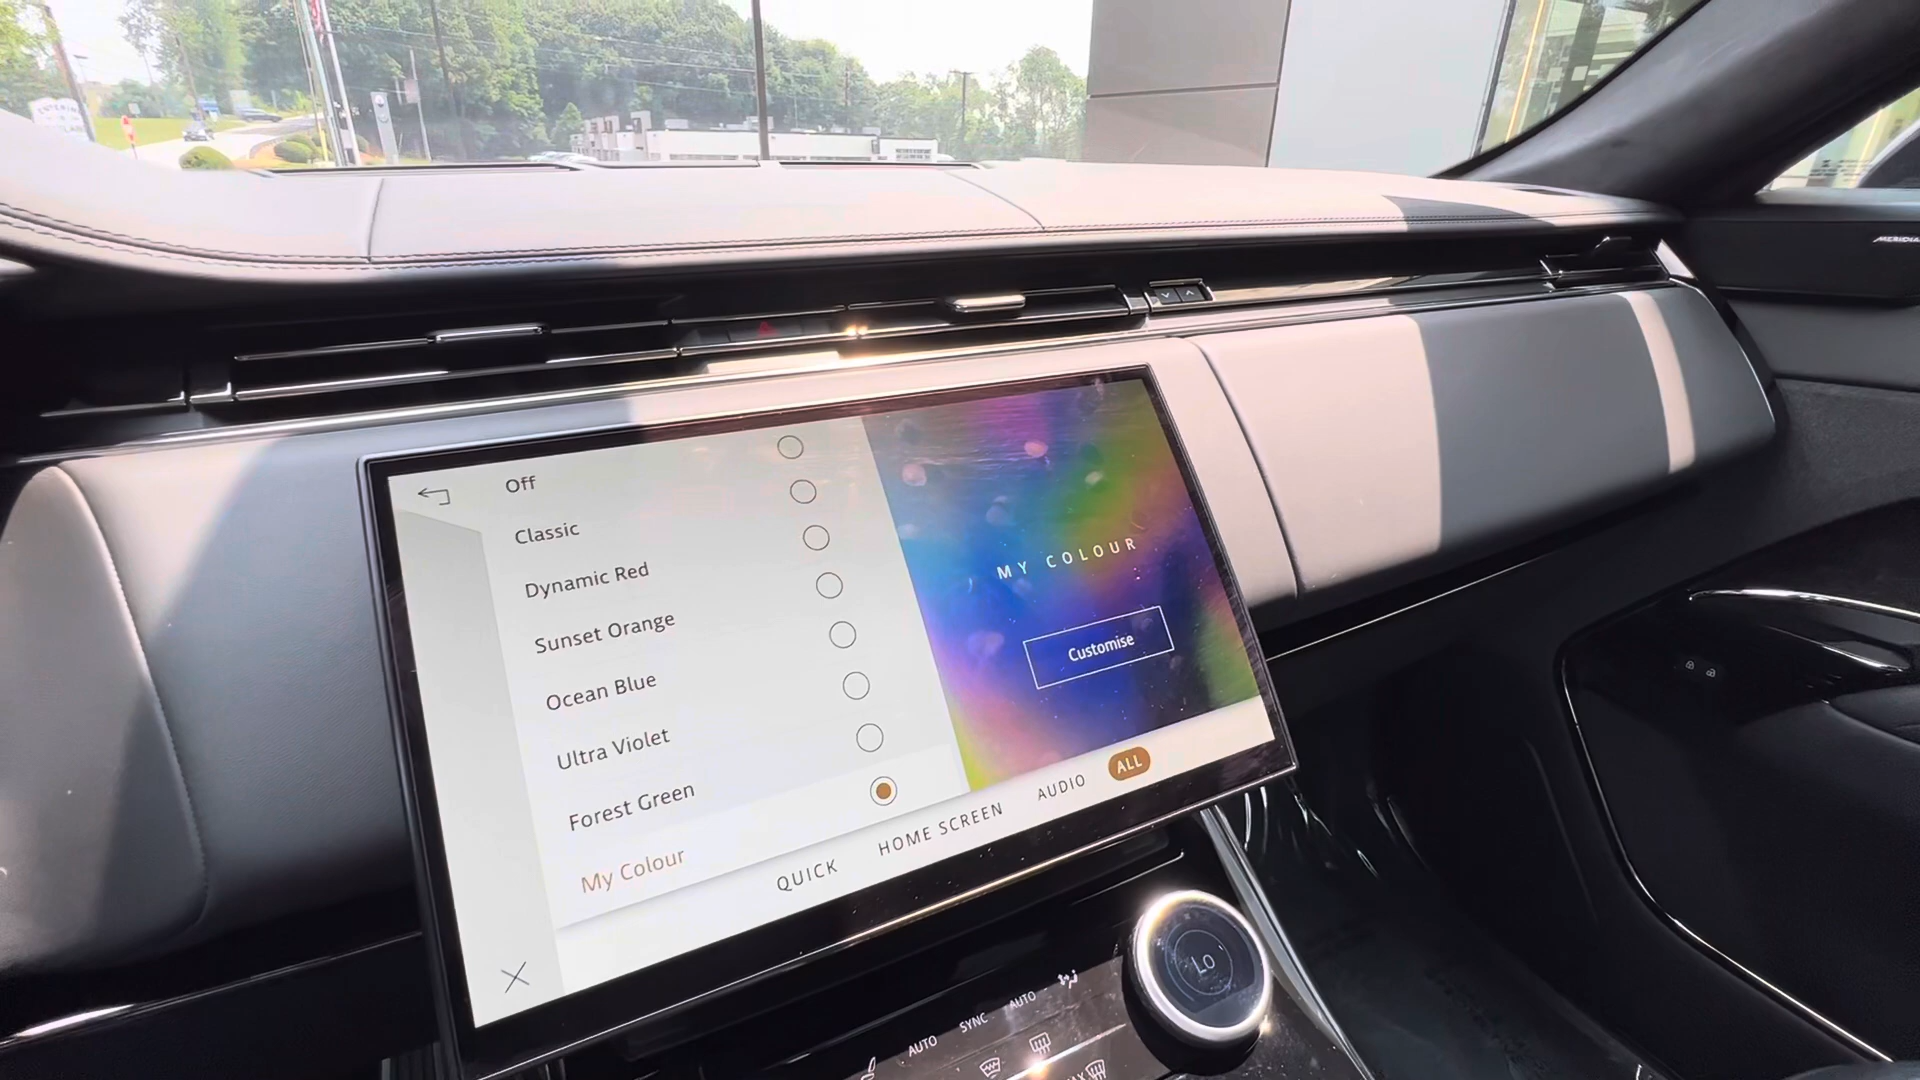 MERIDIA
Off
Classic
Dynamic Red
Sunset Orange
Ocean Blue
Ultra Violet
Forest Green
My Colour
MY COLOUR
Customise
QUICK
HOME SCREEN
AUDIO
ALL
Lo
AUTO
SYNC
AUTO